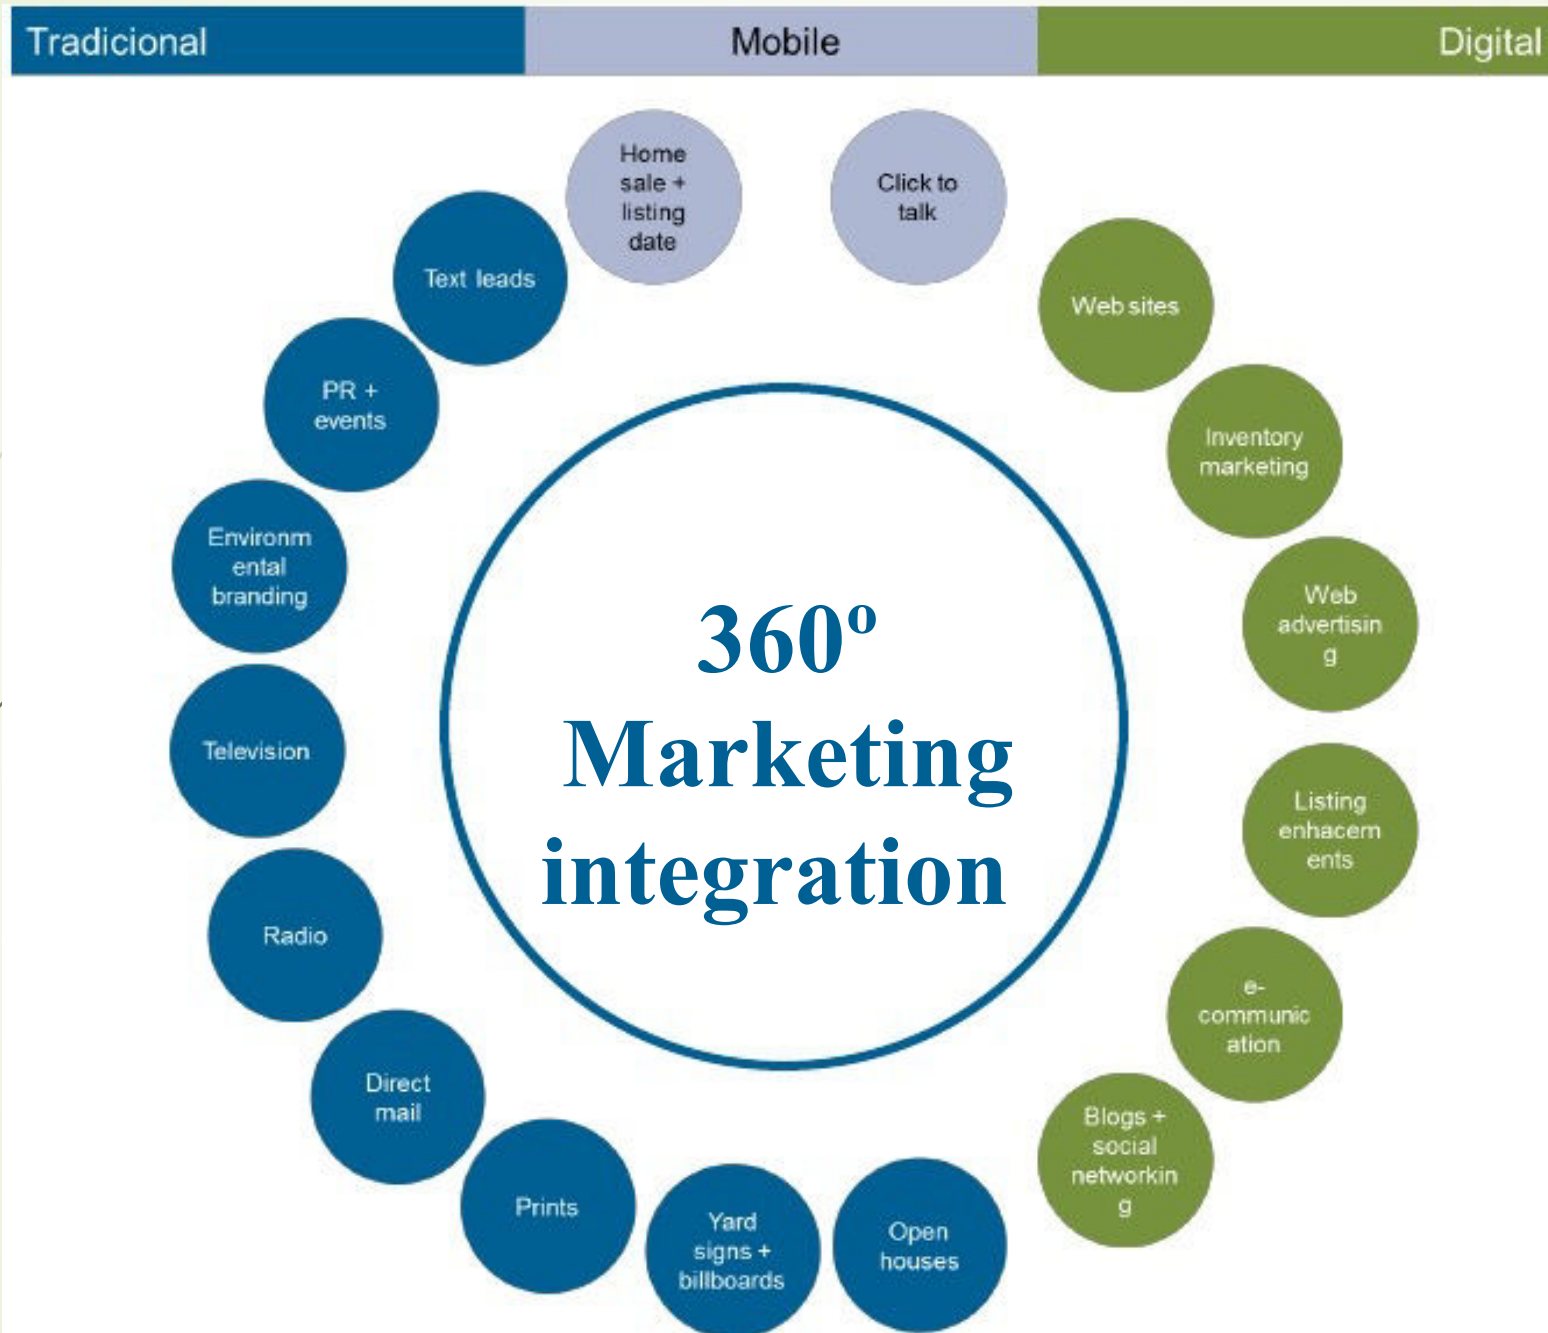 Tradicional
Mobile
Digital
Home
sale +
listing
date
Click to
talk
Text leads
Web sites
PR +
events
Inventory
marketing
Environm
ental
branding
Web
advertisin
g
360º
Marketing
integration
Television
Listing
enhacem
ents
Radio
e-
communic
ation
Direct
mail
Blogs +
social
networkin
g
Prints
Yard
signs +
billboards
Open
houses